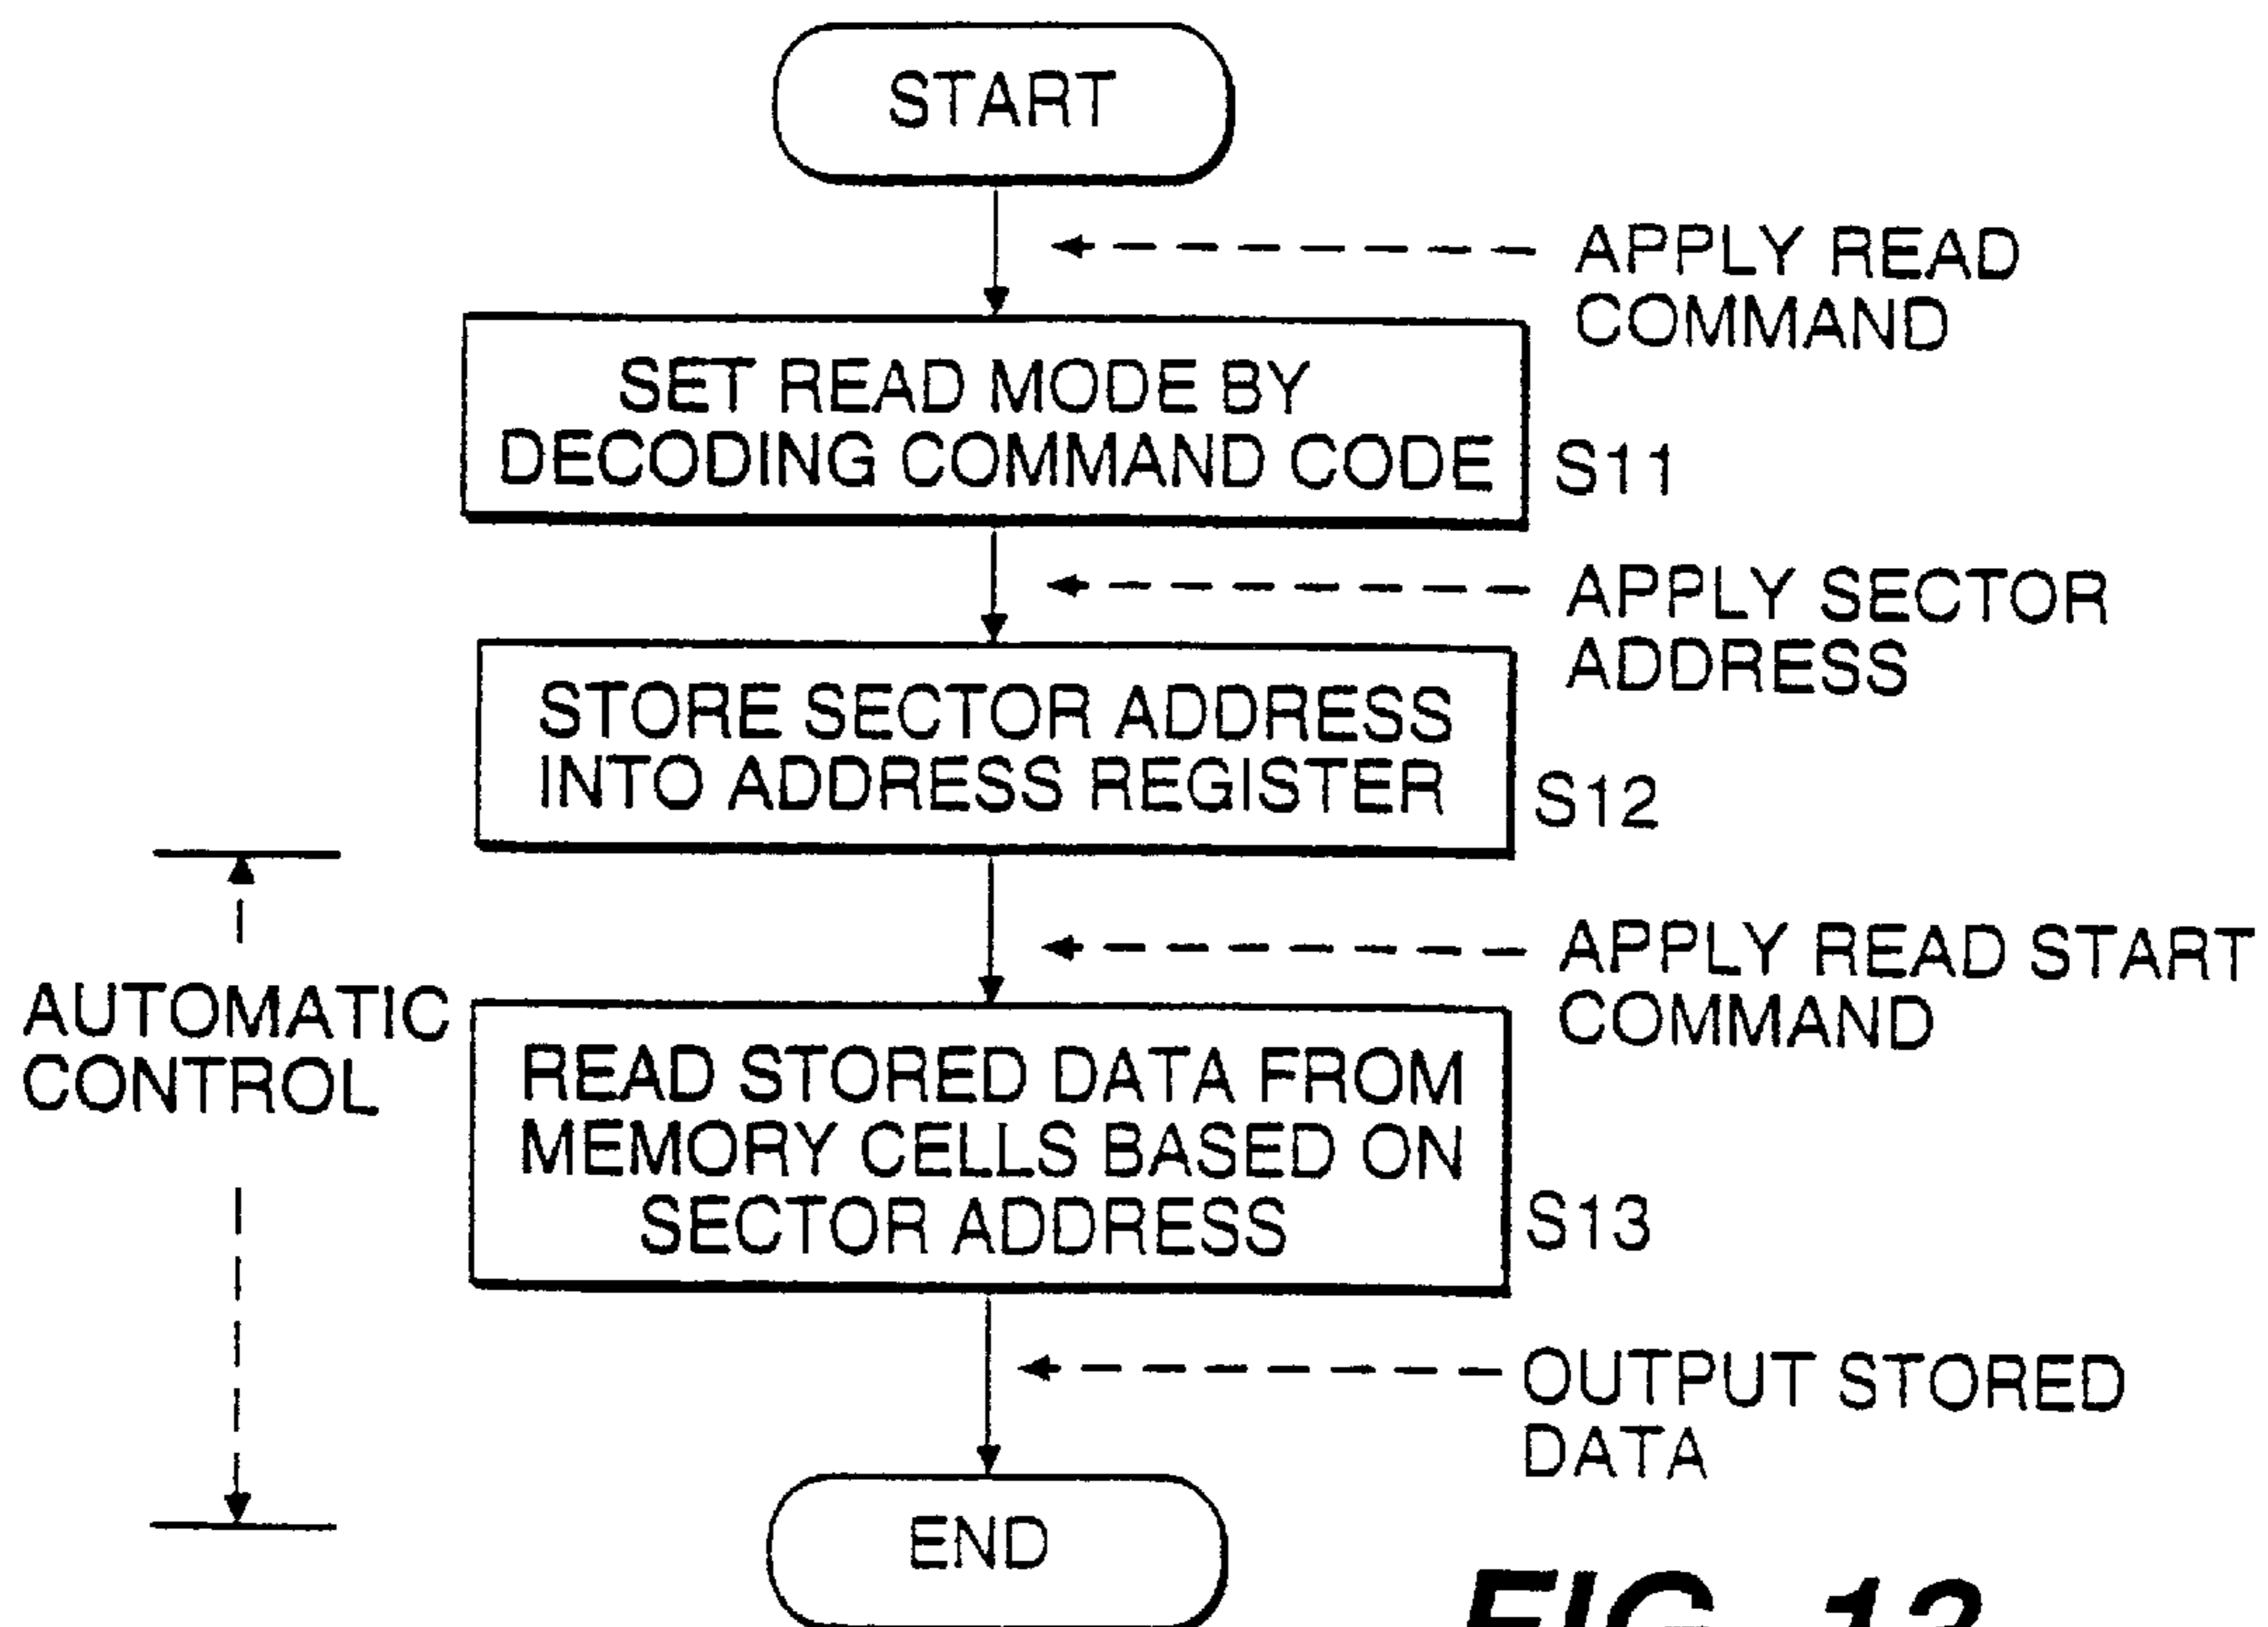 START
APPLY READ
COMMAND
SET READ MODE BY
DECODING COMMAND CODE
S11
APPLY SECTOR
ADDRESS
STORE SECTOR ADDRESS
INTO ADDRESS REGISTER
S12
APPLY READ START
COMMAND
AUTOMATIC
CONTROL
READ STORED DATA FROM
MEMORY CELLS BASED ON
SECTOR ADDRESS
S13
OUTPUT STORED
DATA
END
FIG.